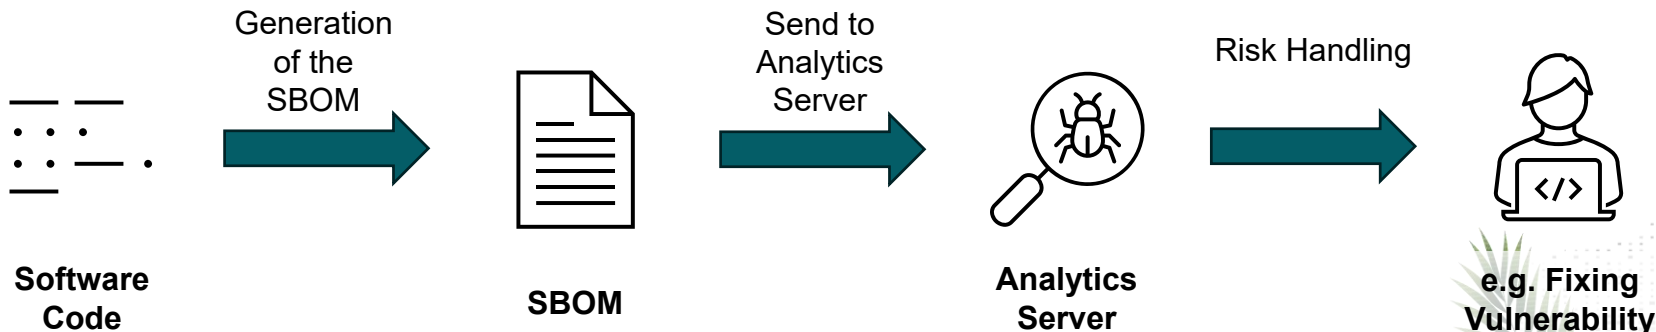 Generation
of the
SBOM
Send to
Analytics
Server
Risk Handling
</>
Software
Code
SBOM
Analytics
Server
e.g. Fixing
Vulnerability